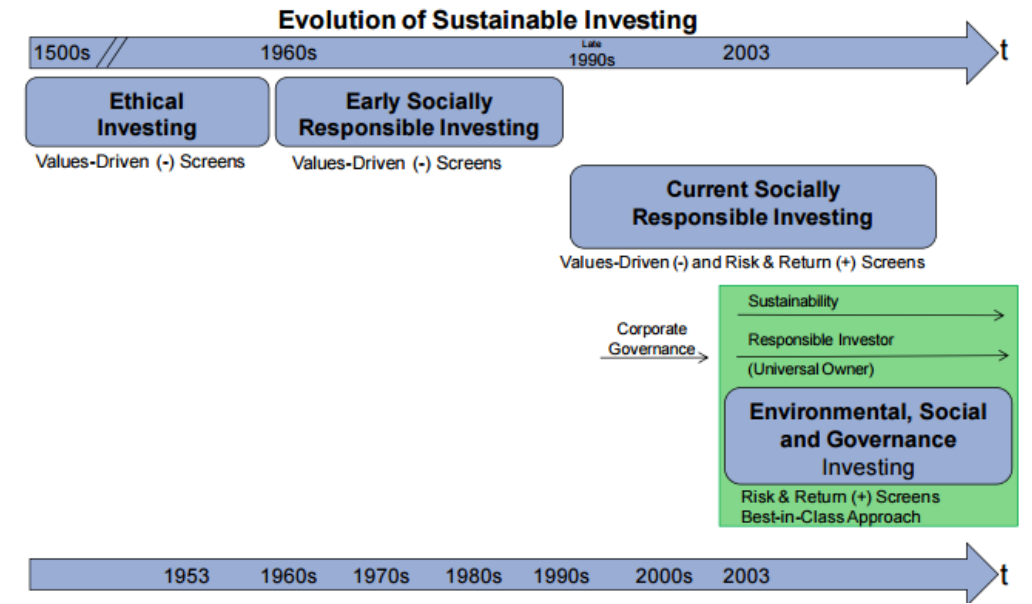 Evolution of Sustainable Investing
1500s // 1960s Late 1990s 2003 t
Ethical
Investing
Values-Driven (-) Screens
Early Socially
Responsible Investing
Values-Driven (-) Screens
Current Socially
Responsible Investing
Values-Driven (-) and Risk & Return (+) Screens
Corporate
Governance
Sustainability
Responsible Investor
(Universal Owner)
Environmental, Social
and Governance
Investing
Risk & Return (+) Screens
Best-in-Class Approach
1953 1960s 1970s 1980s 1990s 2000s 2003 t